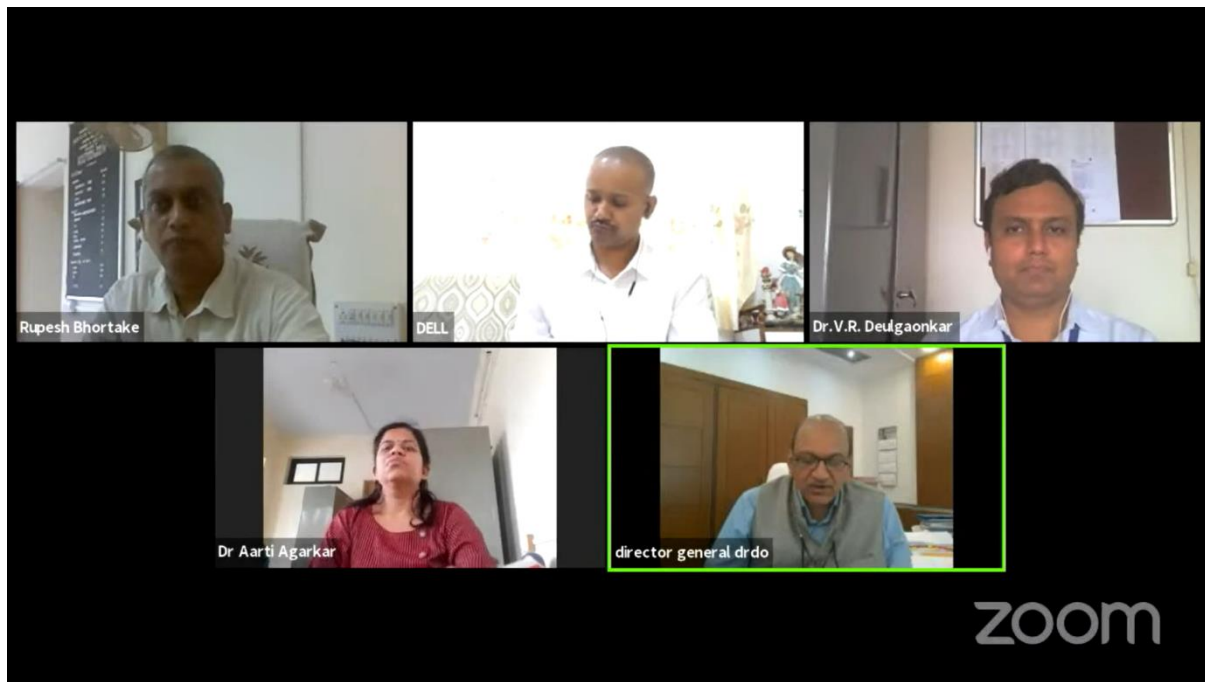 Rupesh Bhortake
DELL
Dr.V.R. Deulgaonkar
Dr Aarti Agarkar
director general drdo
zoom